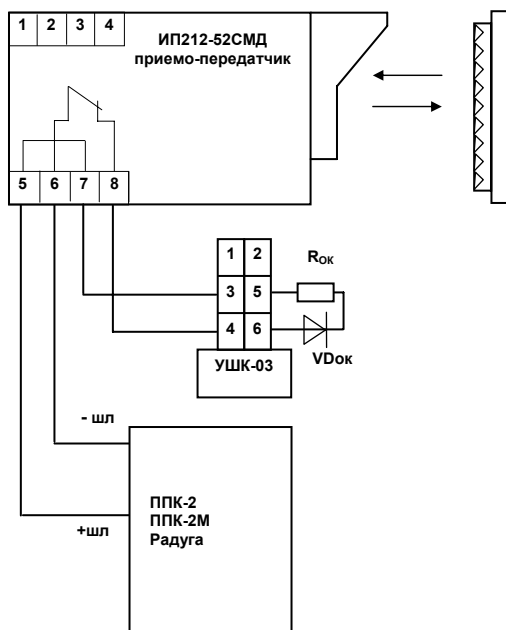 1 2 3 4
ИП212-52СМД
приемо-передатчик
5 6 7 8
1 2
3 5
4 6
Rок
VDок
УШК-03
- шл
+шл
ППК-2
ППК-2М
Радуга